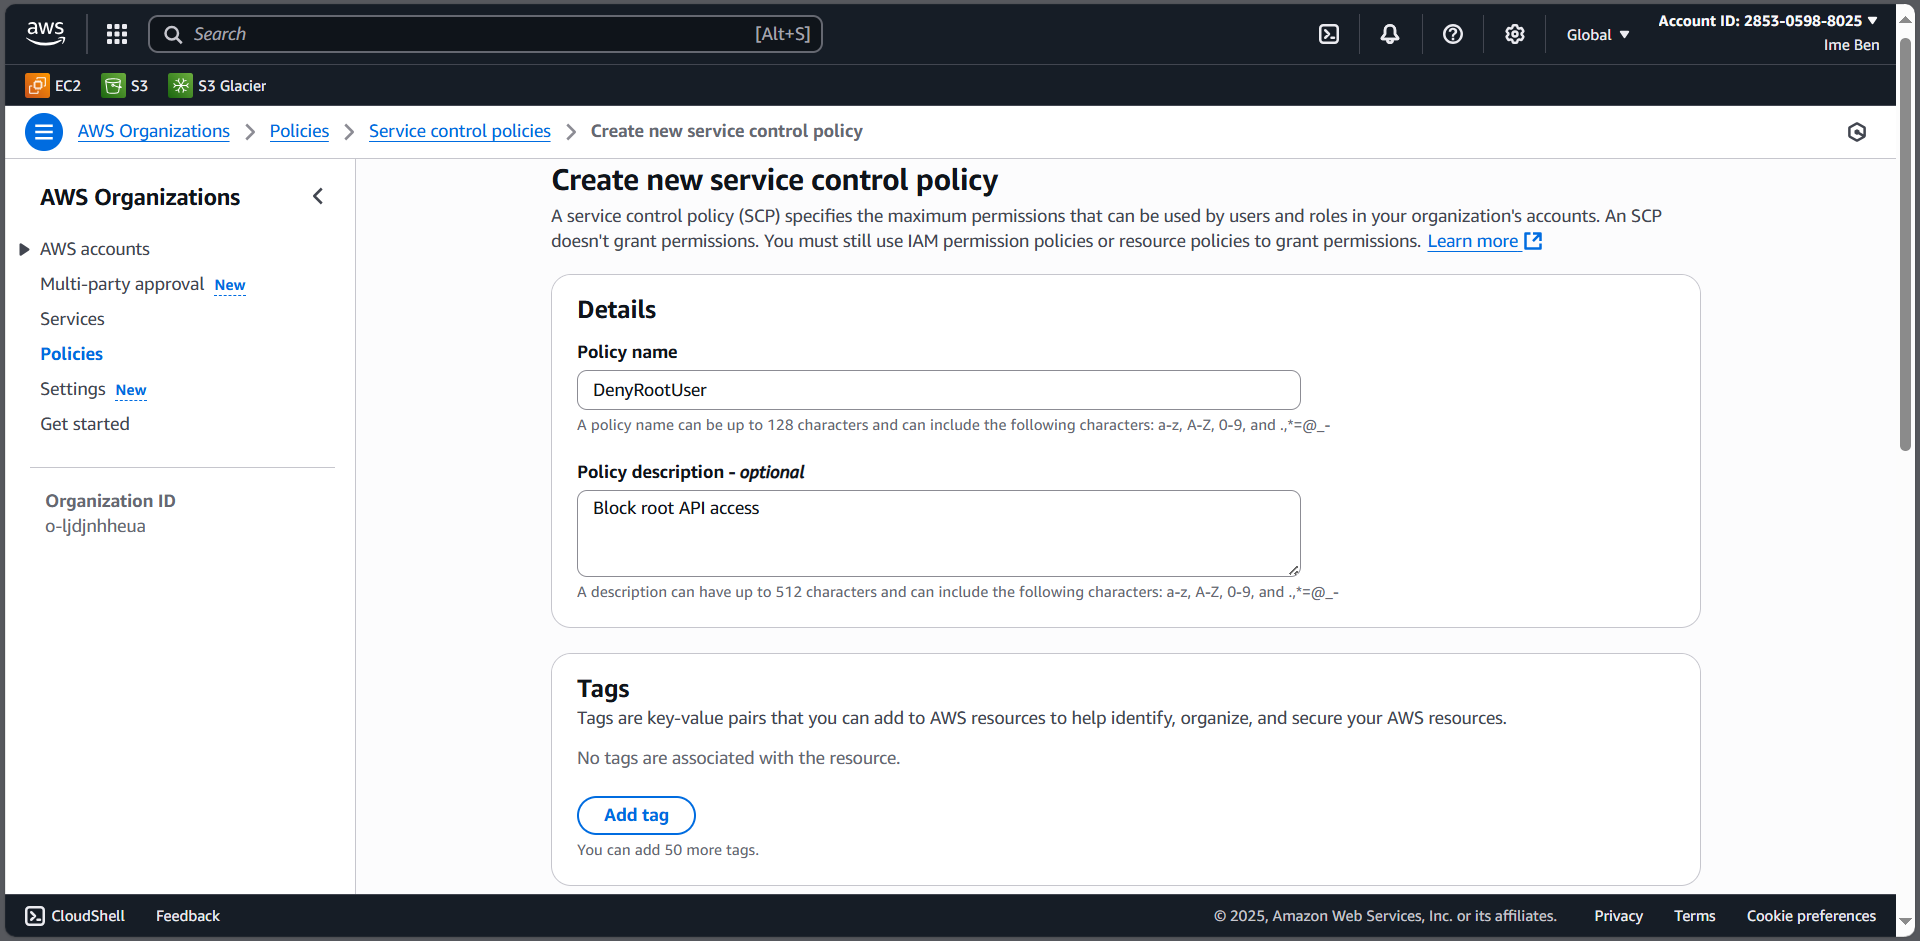 aws
Search [Alt+S]
Global
Account ID: 2853-0598-8025
Ime Ben
EC2 S3 S3 Glacier
AWS Organizations Policies Service control policies Create new service control policy
AWS Organizations
AWS accounts
Multi-party approval New
Services
Policies
Settings New
Get started
Organization ID
o-ljdjnhheua
Create new service control policy
A service control policy (SCP) specifies the maximum permissions that can be used by users and roles in your organization's accounts. An SCP
doesn't grant permissions. You must still use IAM permission policies or resource policies to grant permissions. Learn more
Details
Policy name
DenyRootUser
A policy name can be up to 128 characters and can include the following characters: a-z, A-Z, 0-9, and .,*=@_-
Policy description - optional
Block root API access
A description can have up to 512 characters and can include the following characters: a-z, A-Z, 0-9, and .,*=@_-
Tags
Tags are key-value pairs that you can add to AWS resources to help identify, organize, and secure your AWS resources.
No tags are associated with the resource.
Add tag
You can add 50 more tags.
CloudShell Feedback © 2025, Amazon Web Services, Inc. or its affiliates. Privacy Terms Cookie preferences